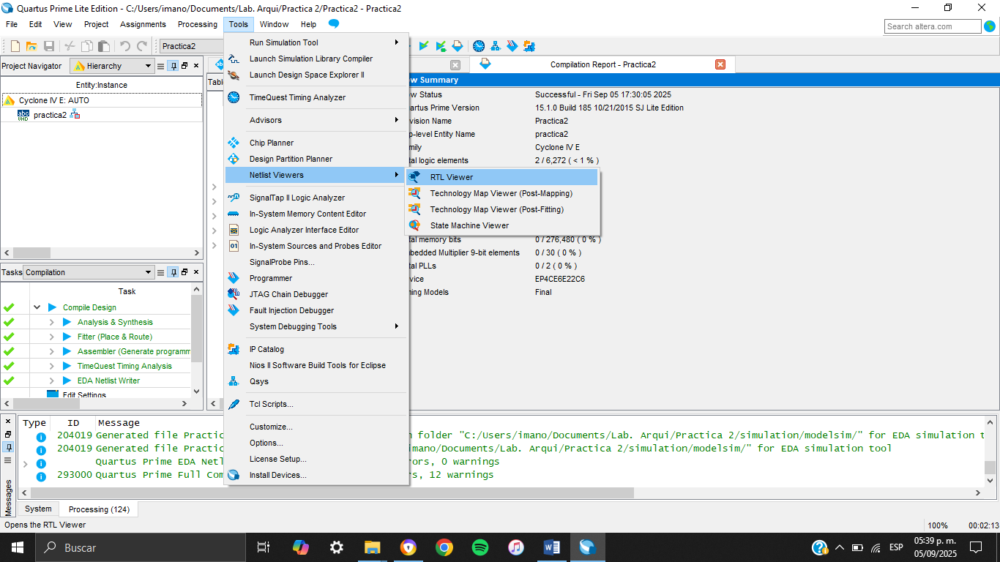 Quartus Prime Lite Edition - C:/Users/imano/Documents/Lab. Arqui/Practica 2/Practica2 - Practica2
File Edit View Project Assignments Processing Tools Window Help
Search altera.com
Practica2
Project Navigator
Hierarchy
Entity:Instance
Cyclone IV E: AUTO
abc
VHD
practica2
Tasks
Compilation
Task
Compile Design
Analysis & Synthesis
Fitter (Place & Route)
Assembler (Generate programm
TimeQuest Timing Analysis
EDA Netlist Writer
Edit Settings
Run Simulation Tool
Launch Simulation Library Compiler
Launch Design Space Explorer II
TimeQuest Timing Analyzer
Advisors
Chip Planner
Design Partition Planner
Netlist Viewers
SignalTap II Logic Analyzer
In-System Memory Content Editor
Logic Analyzer Interface Editor
In-System Sources and Probes Editor
SignalProbe Pins...
Programmer
JTAG Chain Debugger
Fault Injection Debugger
System Debugging Tools
IP Catalog
Nios II Software Build Tools for Eclipse
Qsys
Tcl Scripts...
Customize...
Options...
License Setup...
Install Devices...
RTL Viewer
Technology Map Viewer (Post-Mapping)
Technology Map Viewer (Post-Fitting)
State Machine Viewer
Table
Compilation Report - Practica2
w Summary
w Status Successful - Fri Sep 05 17:30:05 2025
artus Prime Version 15.1.0 Build 185 10/21/2015 SJ Lite Edition
vision Name Practica2
p-level Entity Name practica2
mily Cyclone IV E
tal logic elements 2 / 6,272 ( < 1 % )
tal memory bits 0 / 276,480 ( 0 % )
bedded Multiplier 9-bit elements 0 / 30 ( 0 % )
tal PLLs 0 / 2 ( 0 % )
vice EP4CE6E22C6
ing Models Final
Type ID Message
204019 Generated file Practic n folder "C:/Users/imano/Documents/Lab. Arqui/Practica 2/simulation/modelsim/" for EDA simulation t
204019 Generated file Practic imano/Documents/Lab. Arqui/Practica 2/simulation/modelsim/" for EDA simulation tool
Quartus Prime EDA Netl rors, 0 warnings
293000 Quartus Prime Full Com rs, 12 warnings
Messages
System Processing (124)
Opens the RTL Viewer
100% 00:02:13
Buscar
ESP
05:39 p. m.
05/09/2025